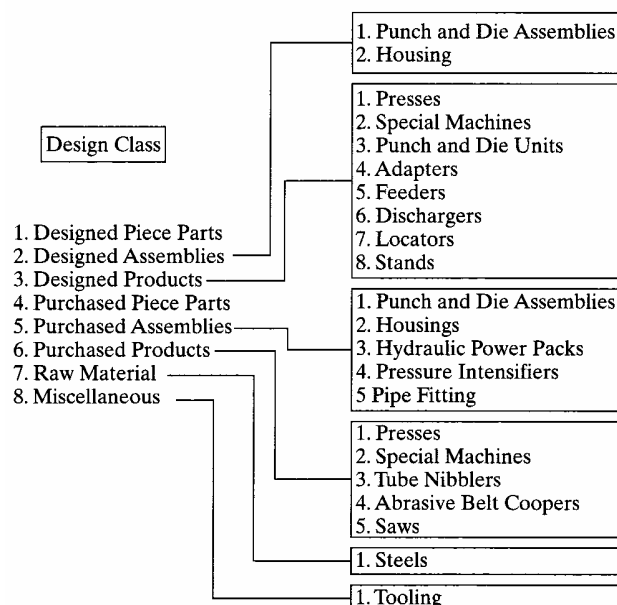 Design Class
1. Designed Piece Parts
2. Designed Assemblies
3. Designed Products
4. Purchased Piece Parts
5. Purchased Assemblies
6. Purchased Products
7. Raw Material
8. Miscellaneous
1. Punch and Die Assemblies
2. Housing
1. Presses
2. Special Machines
3. Punch and Die Units
4. Adapters
5. Feeders
6. Dischargers
7. Locators
8. Stands
1. Punch and Die Assemblies
2. Housings
3. Hydraulic Power Packs
4. Pressure Intensifiers
5 Pipe Fitting
1. Presses
2. Special Machines
3. Tube Nibblers
4. Abrasive Belt Coopers
5. Saws
1. Steels
1. Tooling